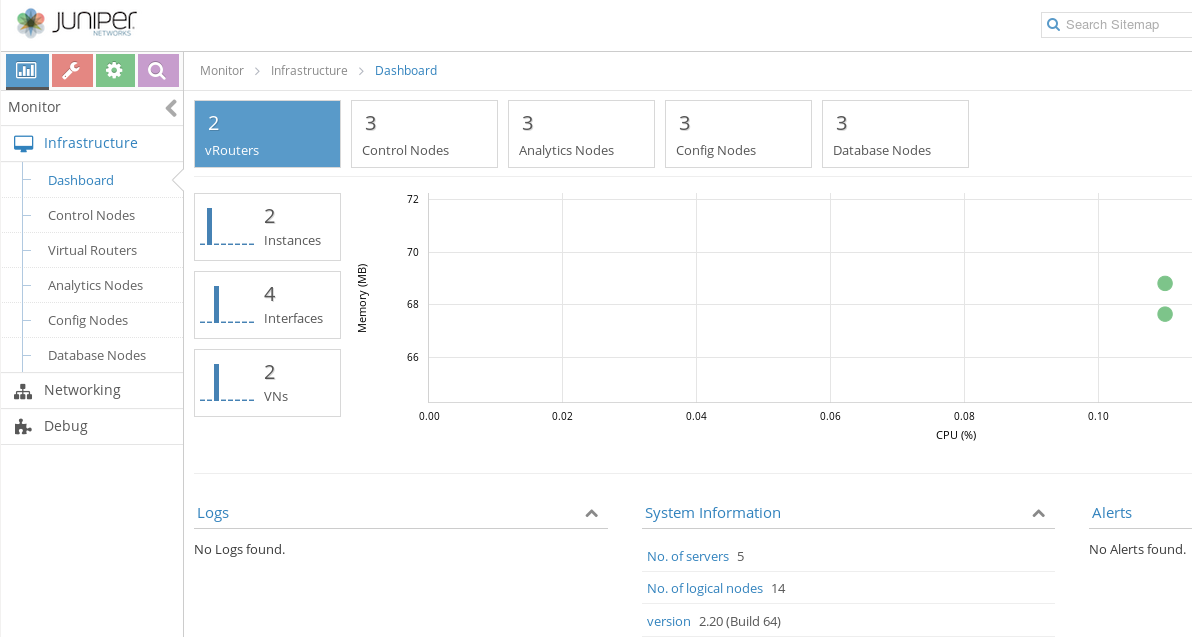 JUNIPER
NETWORKS
Search Sitemap
Monitor Infrastructure Dashboard
Monitor
Infrastructure
Dashboard
Control Nodes
Virtual Routers
Analytics Nodes
Config Nodes
Database Nodes
Networking
Debug
2
vRouters
3
Control Nodes
3
Analytics Nodes
3
Config Nodes
3
Database Nodes
2
Instances
4
Interfaces
2
VNs
Memory (MB)
72
70
68
66
0.00 0.02 0.04 0.06 0.08 0.10
CPU (%)
Logs
No Logs found.
System Information
No. of servers 5
No. of logical nodes 14
version 2.20 (Build 64)
Alerts
No Alerts found.